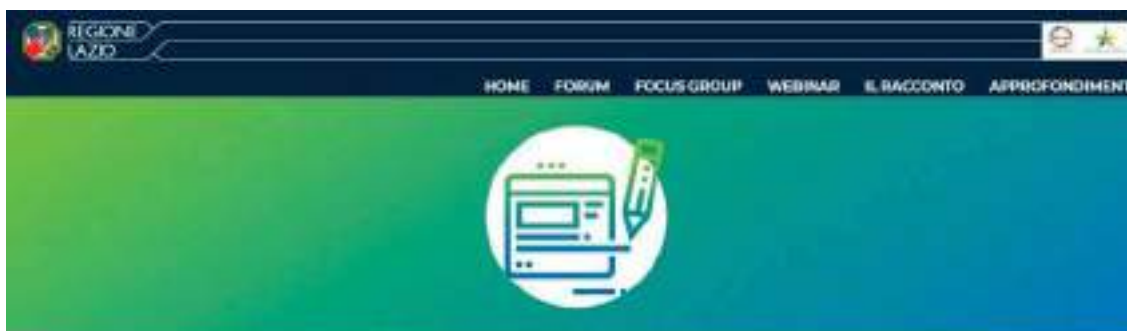 REGIONE
LAZIO
HOME FORUM FOCUS GROUP WEBINAR IL RACCONTO APPROFONDIMENT